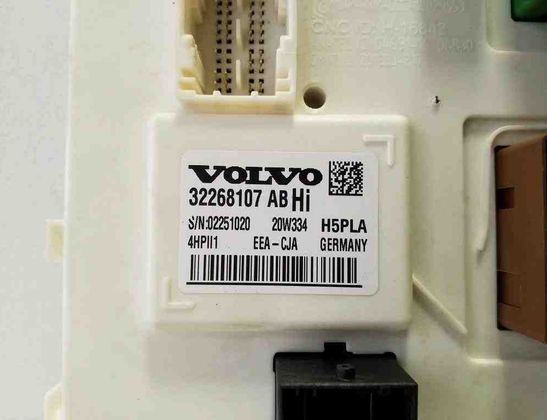 VOLVO
32268107 AB Hi
S/N:02251020 20W334 H5PLA
4HPII1 EEA-CJA GERMANY